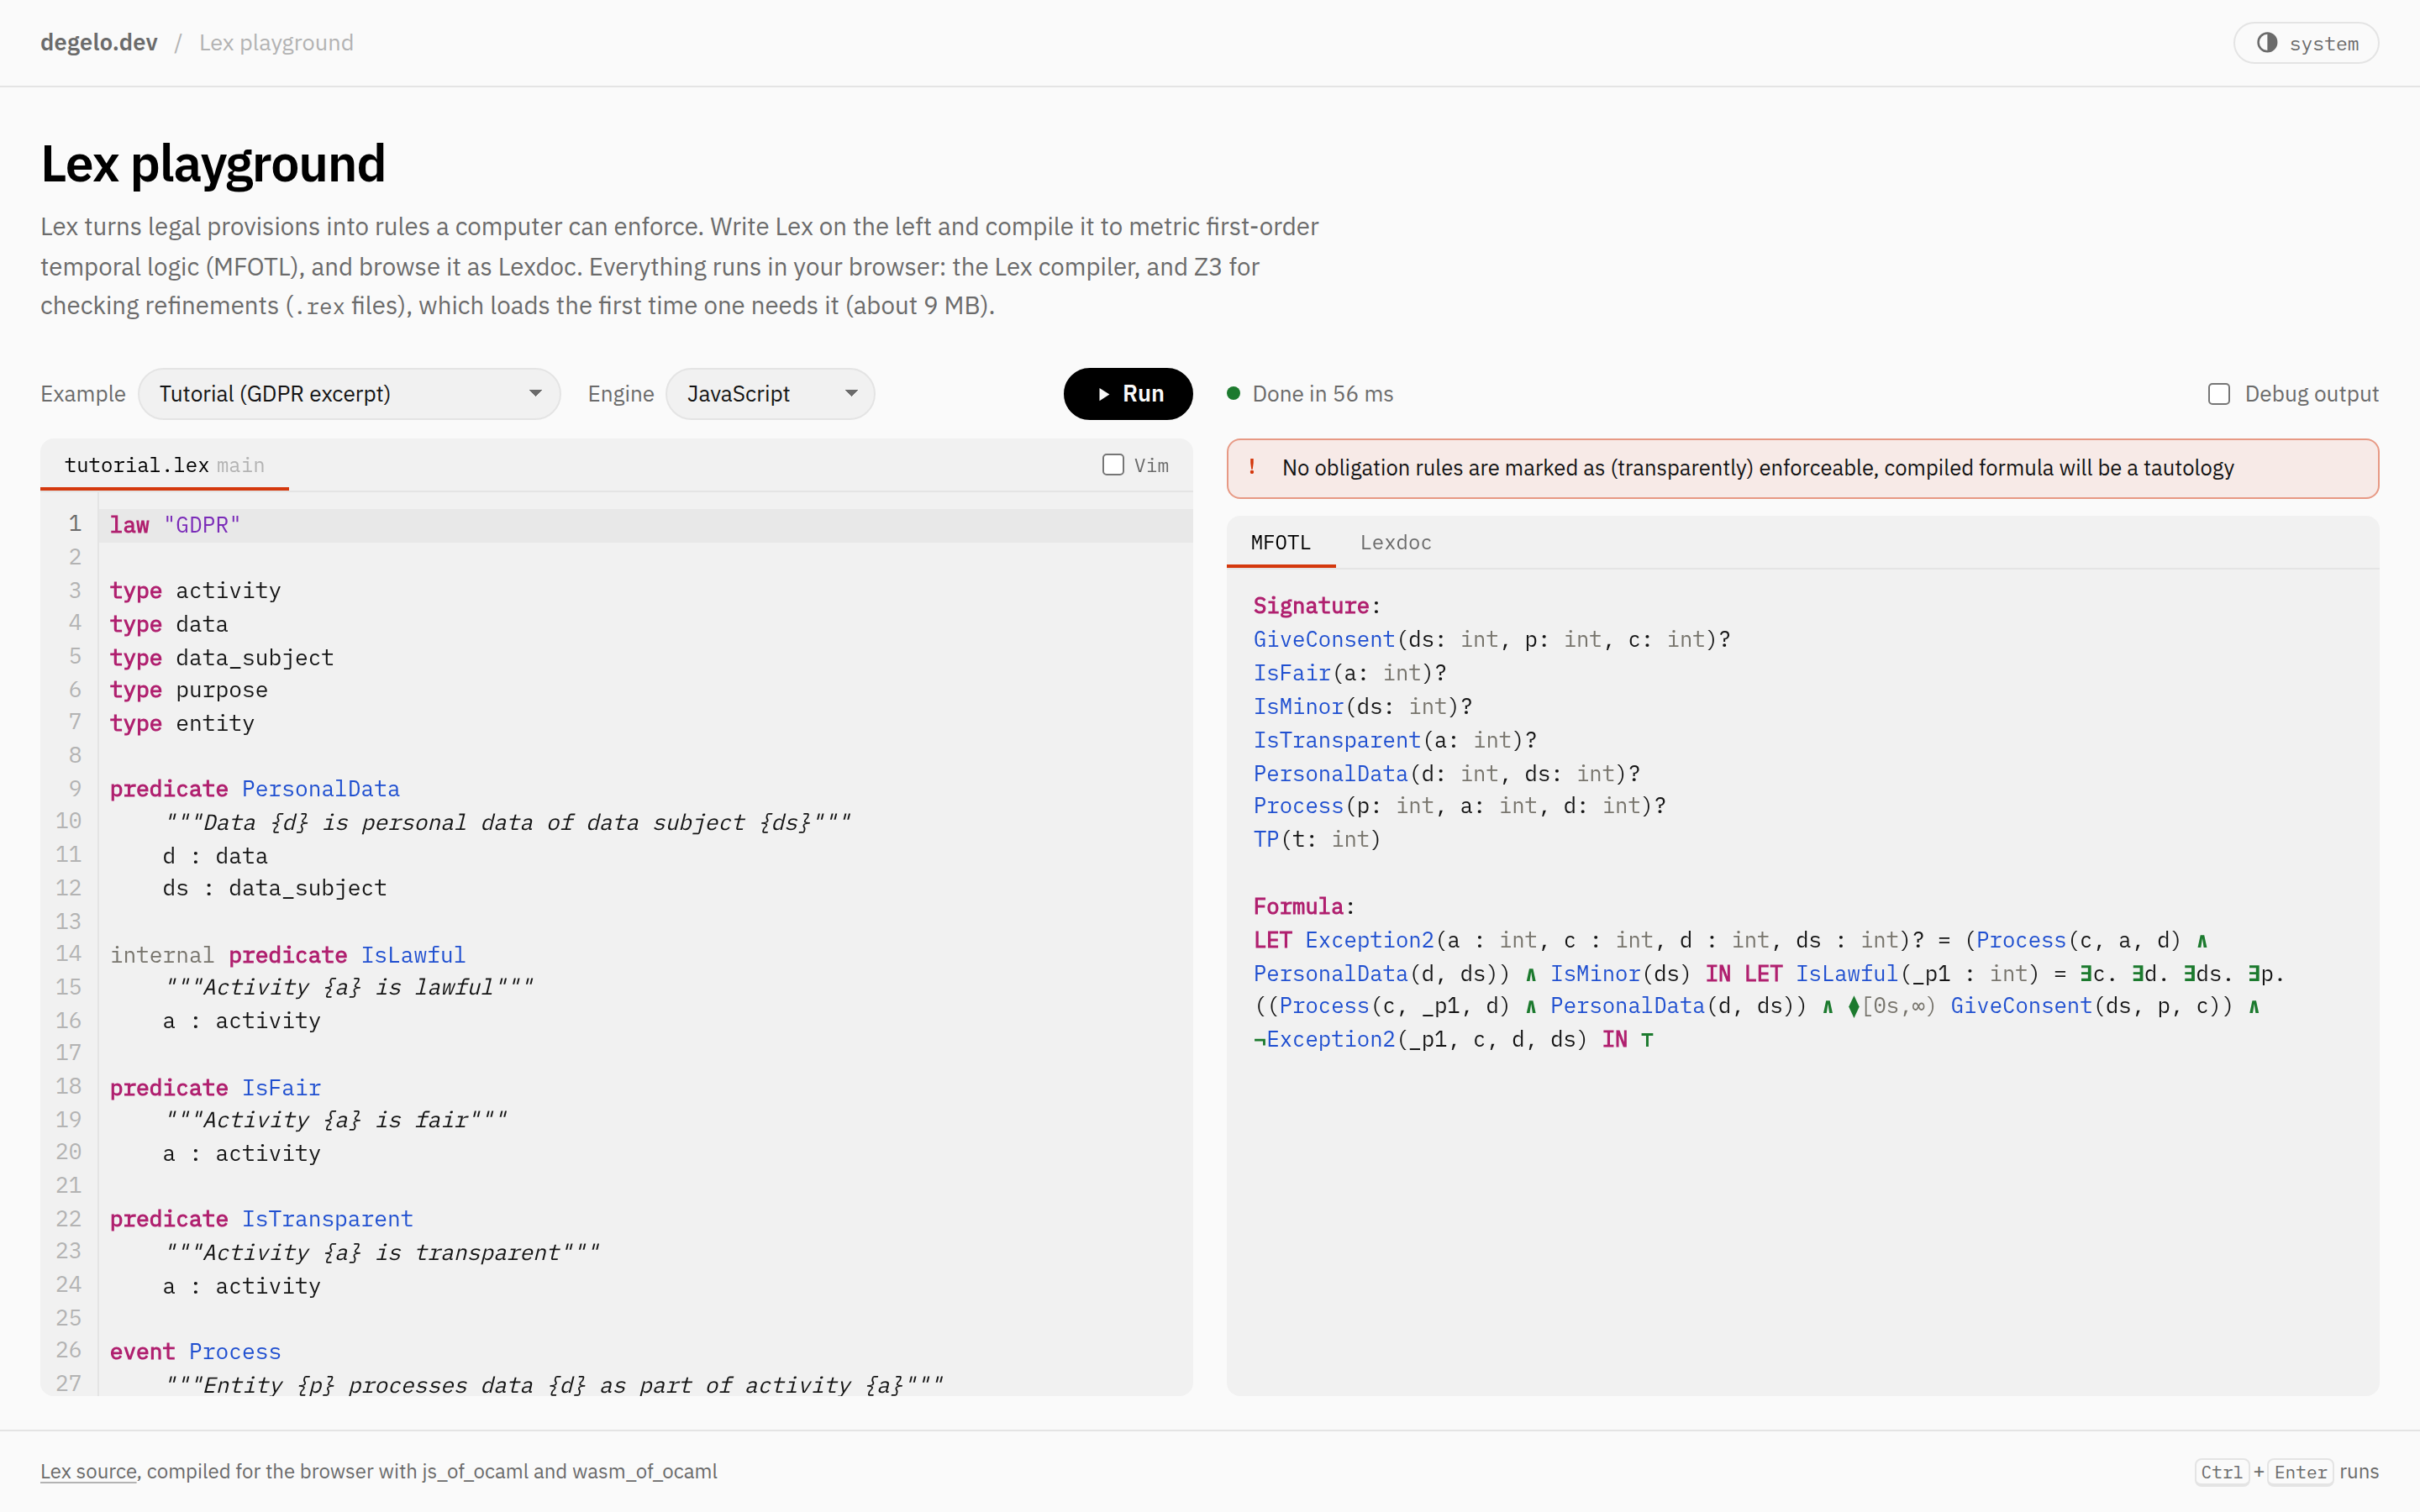 degelo.dev / Lex playground
system
Lex playground
Lex turns legal provisions into rules a computer can enforce. Write Lex on the left and compile it to metric first-order
temporal logic (MFOTL), and browse it as Lexdoc. Everything runs in your browser: the Lex compiler, and Z3 for
checking refinements (.rex files), which loads the first time one needs it (about 9 MB).
Example Tutorial (GDPR excerpt) Engine JavaScript Run
Done in 56 ms Debug output
tutorial.lex main Vim
1 law "GDPR"
2
3 type activity
4 type data
5 type data_subject
6 type purpose
7 type entity
8
9 predicate PersonalData
10 """Data {d} is personal data of data subject {ds}"""
11 d : data
12 ds : data_subject
13
14 internal predicate IsLawful
15 """Activity {a} is lawful"""
16 a : activity
17
18 predicate IsFair
19 """Activity {a} is fair"""
20 a : activity
21
22 predicate IsTransparent
23 """Activity {a} is transparent"""
24 a : activity
25
26 event Process
27 """Entity {p} processes data {d} as part of activity {a}"""
! No obligation rules are marked as (transparently) enforceable, compiled formula will be a tautology
MFOTL Lexdoc
Signature:
GiveConsent(ds: int, p: int, c: int)?
IsFair(a: int)?
IsMinor(ds: int)?
IsTransparent(a: int)?
PersonalData(d: int, ds: int)?
Process(p: int, a: int, d: int)?
TP(t: int)
Formula:
LET Exception2(a : int, c : int, d : int, ds : int)? = (Process(c, a, d) ∧
PersonalData(d, ds)) ∧ IsMinor(ds) IN LET IsLawful(_p1 : int) = ∃c. ∃d. ∃ds. ∃p.
((Process(c, _p1, d) ∧ PersonalData(d, ds)) ∧ ⧫[0s,∞) GiveConsent(ds, p, c)) ∧
¬Exception2(_p1, c, d, ds) IN ⊤
Lex source, compiled for the browser with js_of_ocaml and wasm_of_ocaml
Ctrl + Enter runs